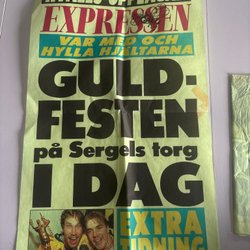 EXPRESSEN
VAR MED OCH
HYLLA HJÄLTARNA
GULD-
FESTEN
på Sergels torg
I DAG
EXTRA
TIDNING